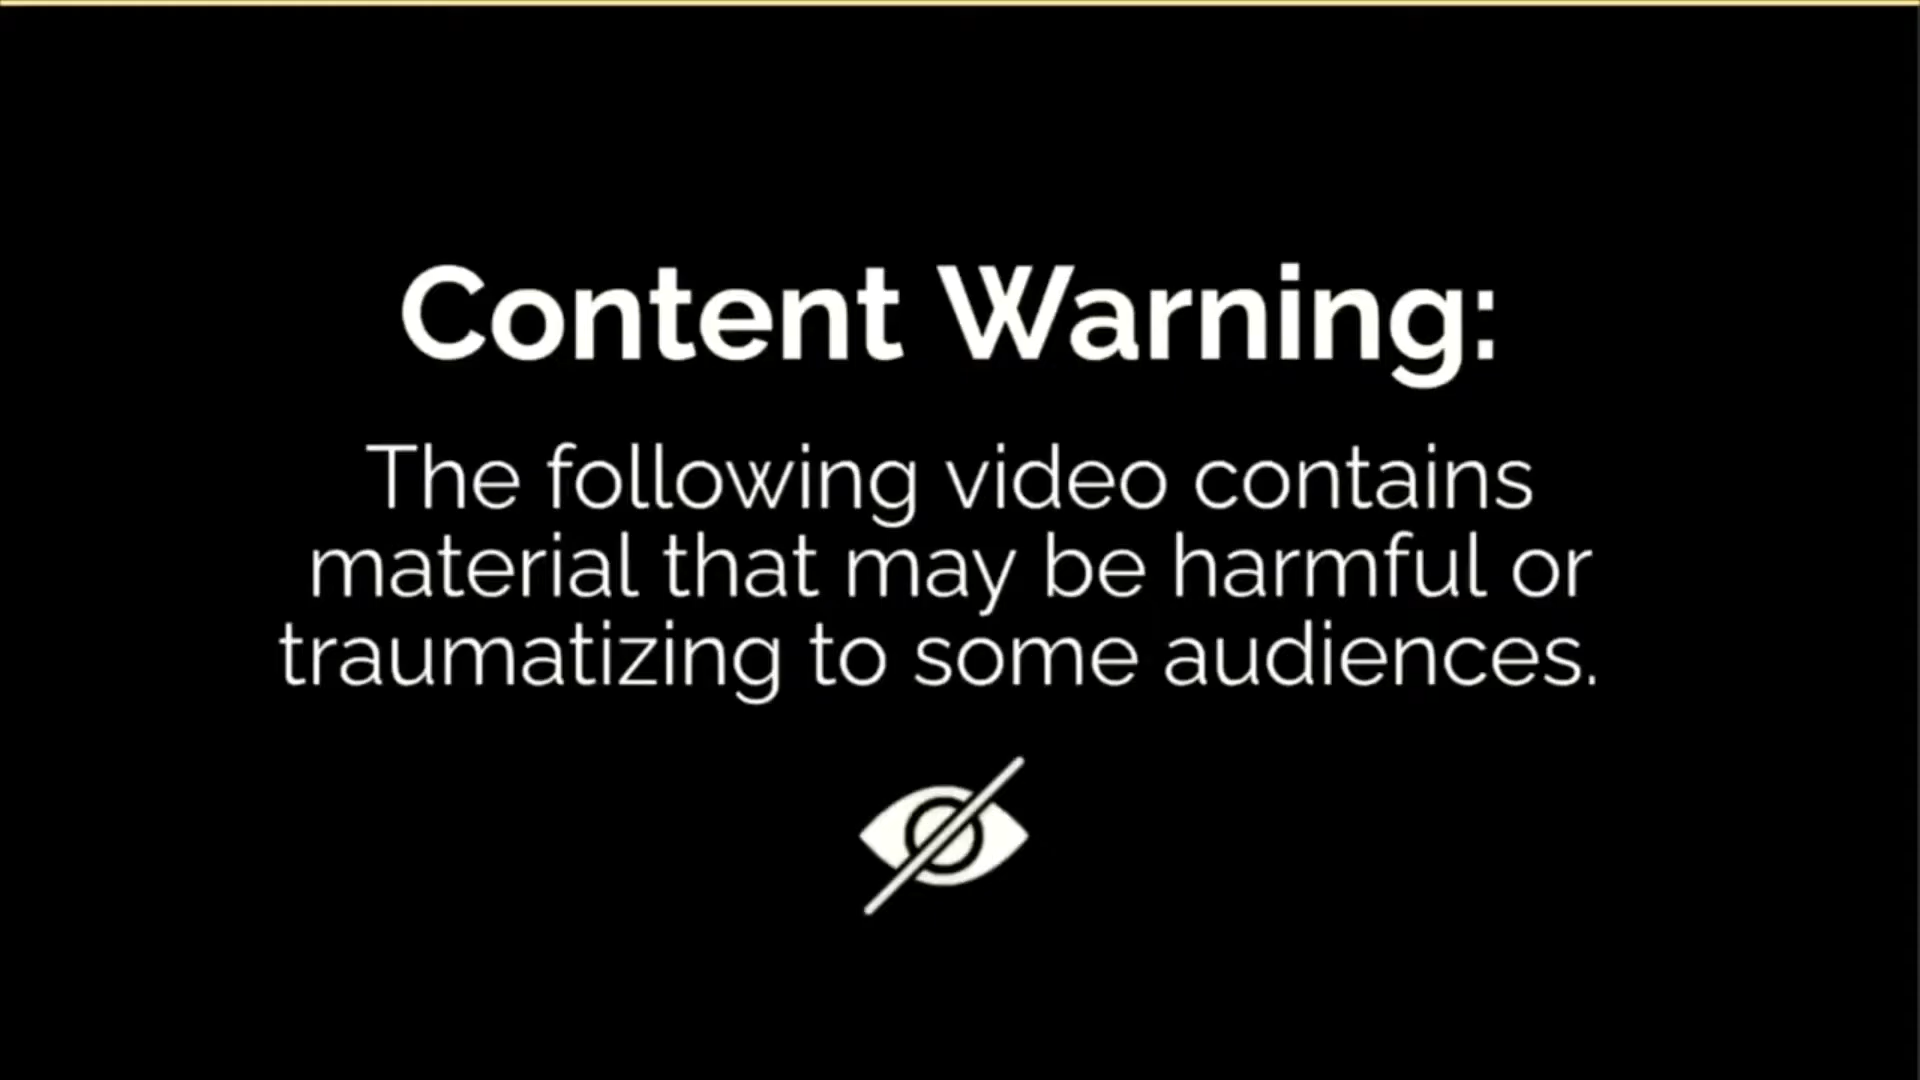 Content Warning:
The following video contains
material that may be harmful or
traumatizing to some audiences.